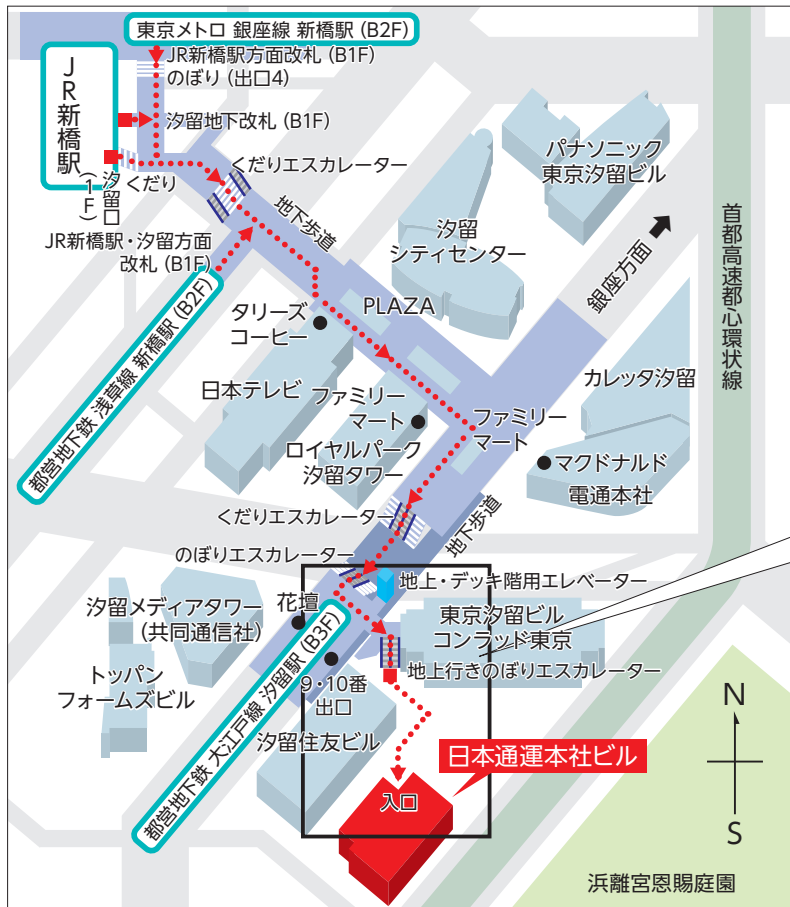 東京メトロ 銀座線 新橋駅 (B2F)
JR新橋駅方面改札 (B1F)
のぼり (出口4)
JR新橋駅
汐留地下改札 (B1F)
汐留口
(1F)
くだり
くだりエスカレーター
地下歩道
JR新橋駅・汐留方面
改札 (B1F)
都営地下鉄 浅草線 新橋駅 (B2F)
パナソニック
東京汐留ビル
汐留
シティセンター
銀座方面
首都高速都心環状線
PLAZA
タリーズ
コーヒー
日本テレビ
ファミリー
マート
ロイヤルパーク
汐留タワー
ファミリー
マート
カレッタ汐留
マクドナルド
電通本社
くだりエスカレーター
地下歩道
のぼりエスカレーター
地上・デッキ階用エレベーター
汐留メディアタワー
(共同通信社)
花壇
東京汐留ビル
コンラッド東京
地上行きのぼりエスカレーター
トッパン
フォームズビル
9・10番
出口
汐留住友ビル
都営地下鉄 大江戸線 汐留駅 (B3F)
日本通運本社ビル
入口
N
S
浜離宮恩賜庭園